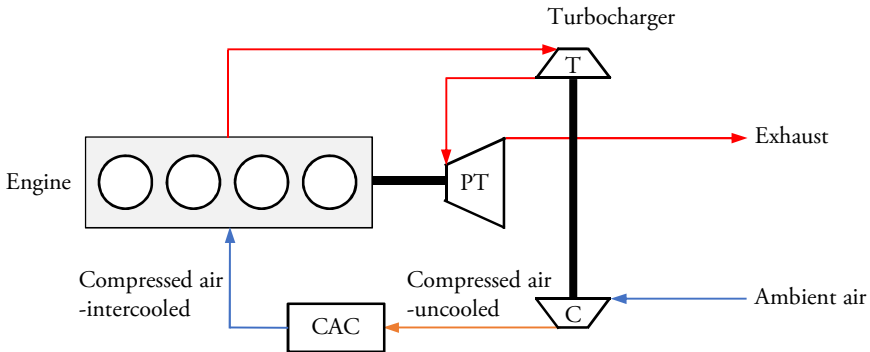 Turbocharger
T
Exhaust
Engine
PT
Compressed air
-intercooled
Compressed air
-uncooled
Ambient air
CAC
C